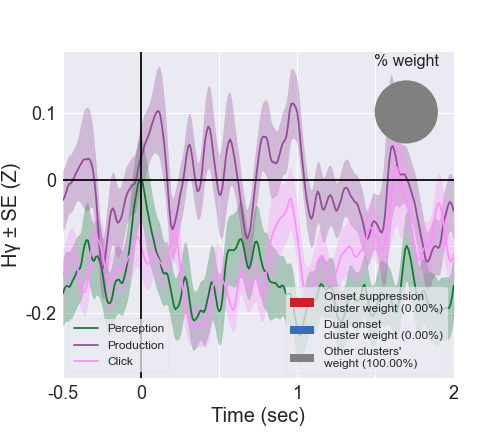 % weight
Hγ ± SE (Z)
0.1
0
-0.2
Perception
Production
Click
Onset suppression
cluster weight (0.00%)
Dual onset
cluster weight (0.00%)
Other clusters'
weight (100.00%)
-0.5
0
1
2
Time (sec)